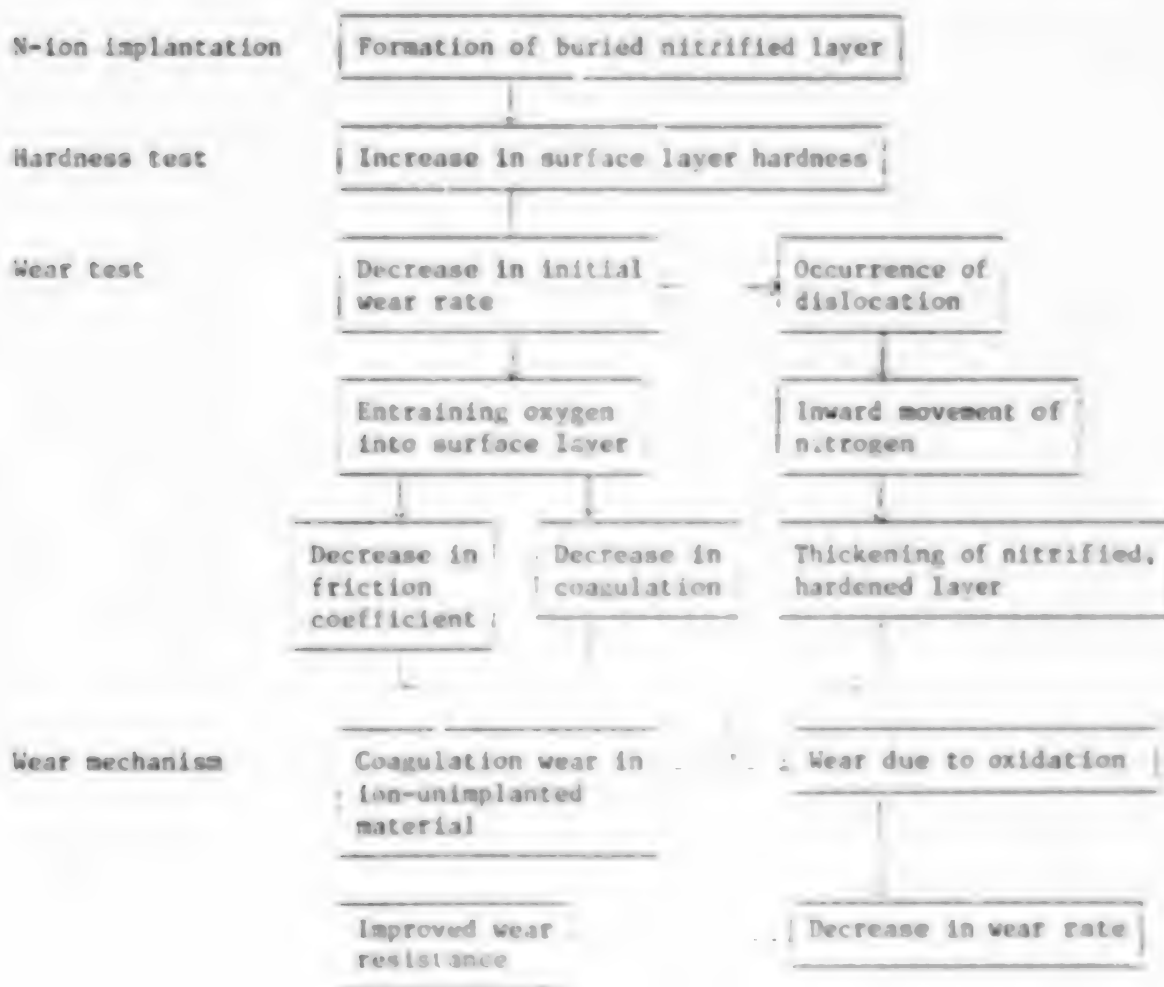 N-ion implantation
Formation of buried nitrified layer
Hardness test
Increase in surface layer hardness
Wear test
Decrease in initial
wear rate
Occurrence of
dislocation
Entraining oxygen
into surface layer
Inward movement of
nitrogen
Decrease in
friction
coefficient
Decrease in
coagulation
Thickening of nitrified,
hardened layer
Wear mechanism
Coagulation wear in
ion-unimplanted
material
Wear due to oxidation
Improved wear
resistance
Decrease in wear rate